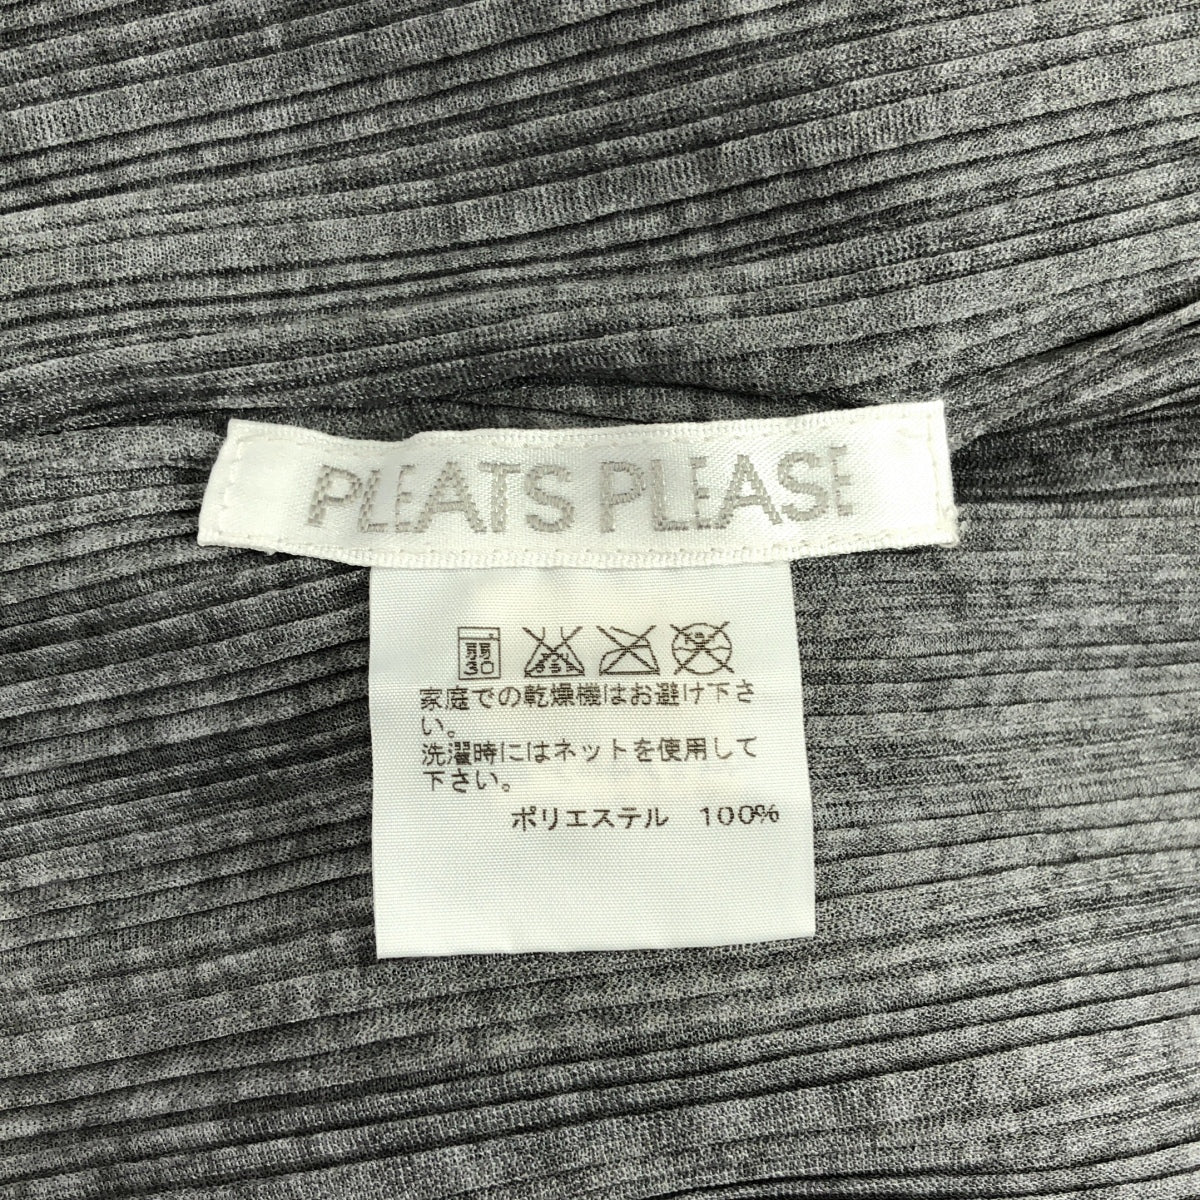 PLEATS PLEASE
弱
30
家庭での乾燥機はお避け下さ
い。
洗濯時にはネットを使用して
下さい。
ポリエステル 100%